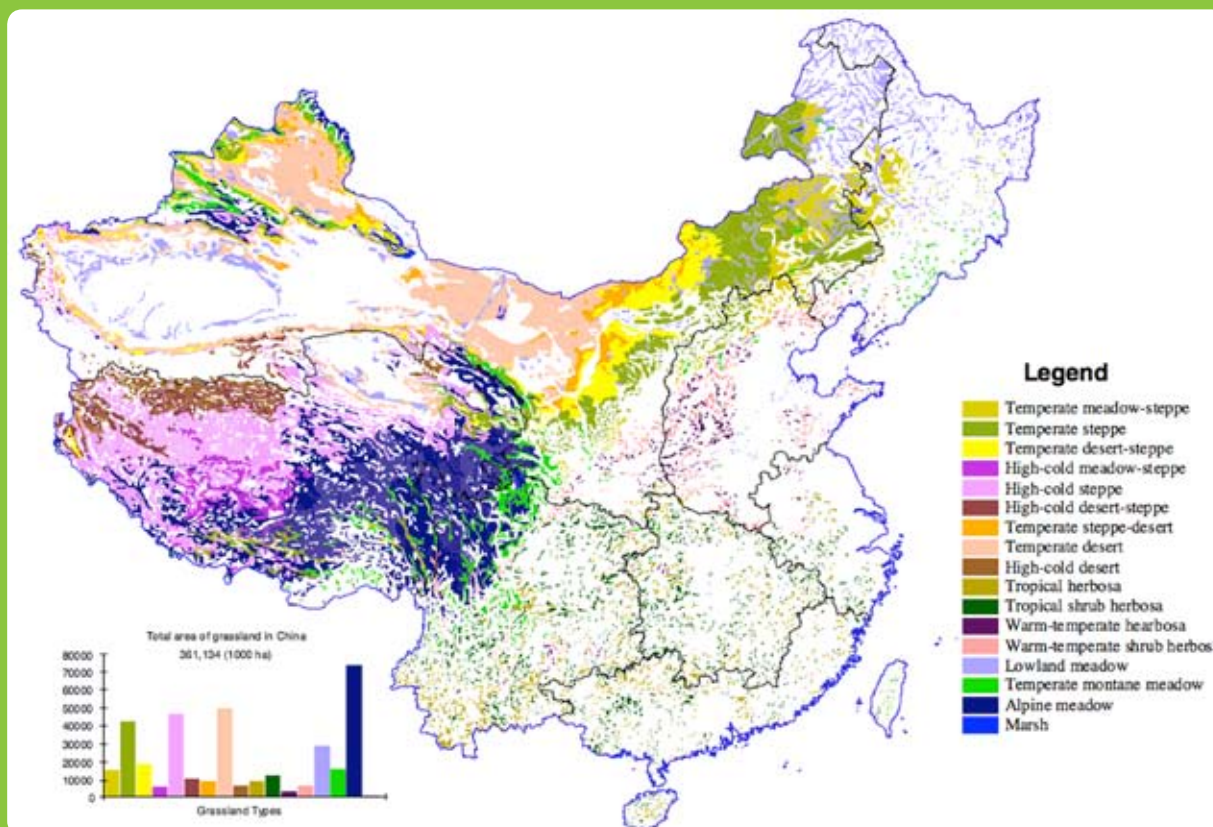 Legend
Temperate meadow-steppe
Temperate steppe
Temperate desert-steppe
High-cold meadow-steppe
High-cold steppe
High-cold desert-steppe
Temperate steppe-desert
Temperate desert
High-cold desert
Tropical herbosa
Tropical shrub herbosa
Warm-temperate hearbosa
Warm-temperate shrub herbos
Lowland meadow
Temperate montane meadow
Alpine meadow
Marsh
Total area of grassland in China
361,134 (1000 ha)
80000
70000
60000
50000
40000
30000
20000
10000
0
Grassland Types